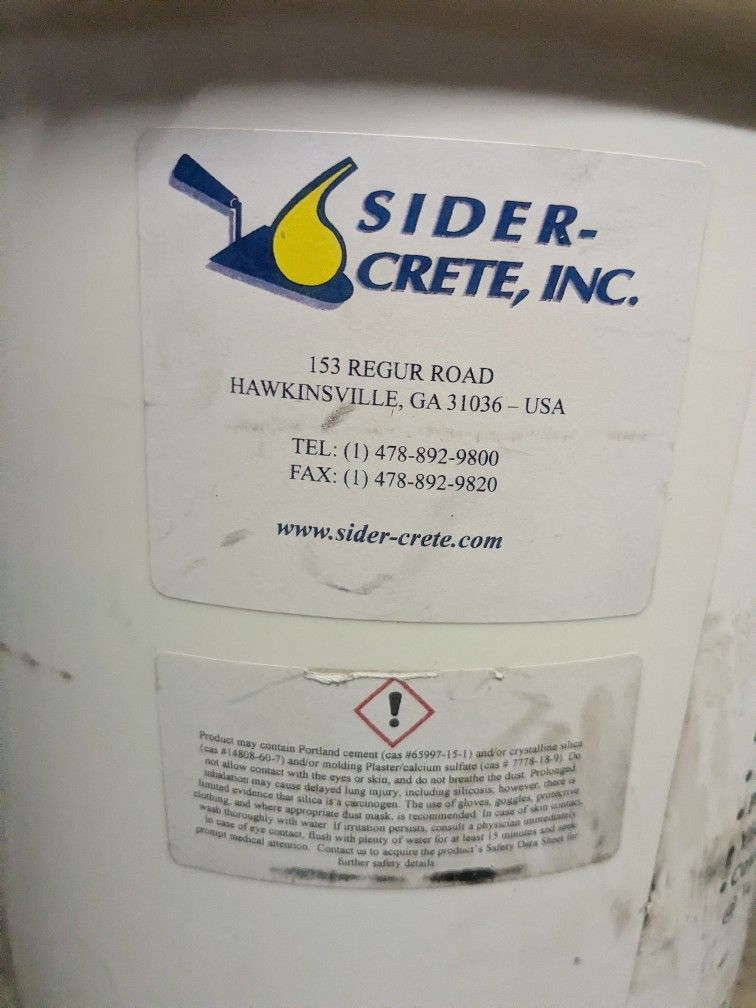 SIDER-
CRETE, INC.
153 REGUR ROAD
HAWKINSVILLE, GA 31036 – USA
TEL: (1) 478-892-9800
FAX: (1) 478-892-9820
www.sider-crete.com
!
Product may contain Portland cement (cas #65997-15-1) and/or crystalline silica
(cas #14808-60-7) and/or molding Plaster/calcium sulfate (cas # 7778-18-9). Do
not allow contact with the eyes or skin, and do not breathe the dust. Prolonged
inhalation may cause delayed lung injury, including silicosis, however, there is
limited evidence that silica is a carcinogen. The use of gloves, goggles, protective
clothing, and where appropriate dust mask, is recommended. In case of skin contact,
wash thoroughly with water. If irritation persists, consult a physician immediately
In case of eye contact, flush with plenty of water for at least 15 minutes and seek
prompt medical attention. Contact us to acquire the product's Safety Data Sheet for
further safety details